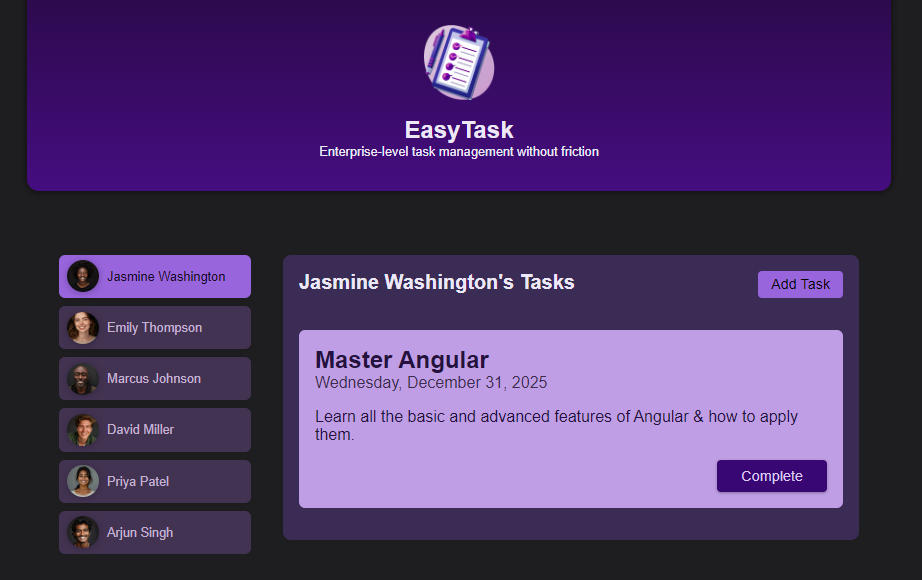 EasyTask
Enterprise-level task management without friction
Jasmine Washington
Emily Thompson
Marcus Johnson
David Miller
Priya Patel
Arjun Singh
Jasmine Washington's Tasks
Add Task
Master Angular
Wednesday, December 31, 2025
Learn all the basic and advanced features of Angular & how to apply
them.
Complete